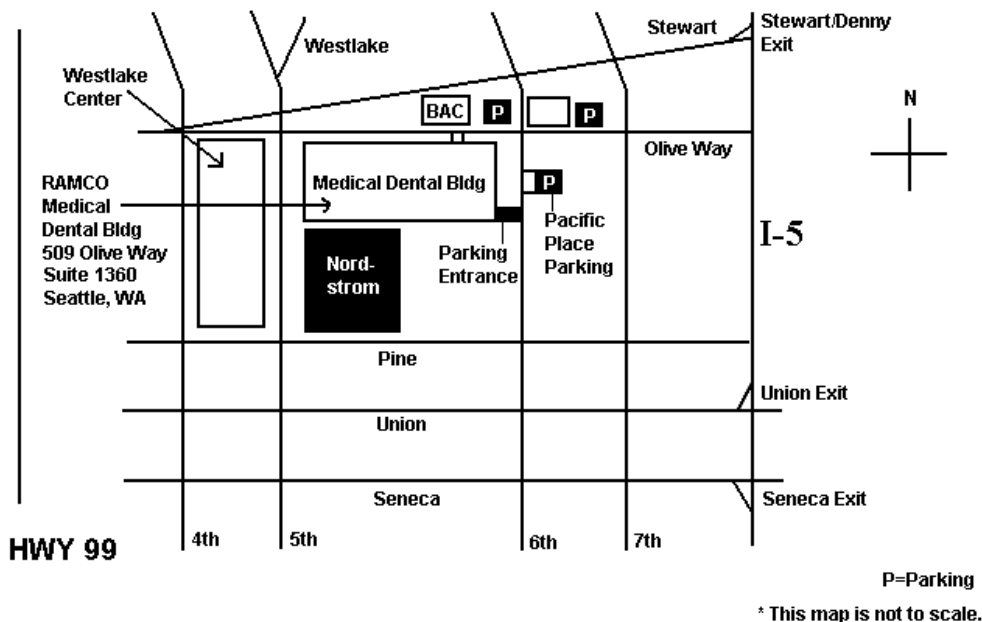 Westlake
Stewart
Stewart/Denny
Exit
Westlake
Center
BAC
P
P
N
Olive Way
RAMCO
Medical
Dental Bldg
509 Olive Way
Suite 1360
Seattle, WA
Medical Dental Bldg
P
Pacific
Place
Parking
Parking
Entrance
I-5
Nord-
strom
Pine
Union Exit
Union
Seneca
Seneca Exit
HWY 99
4th
5th
6th
7th
P=Parking
* This map is not to scale.